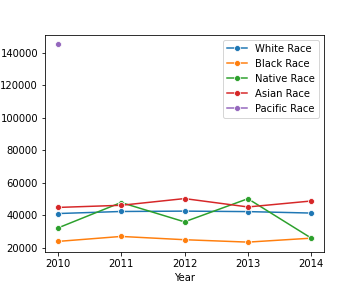 140000
120000
100000
80000
60000
40000
20000
White Race
Black Race
Native Race
Asian Race
Pacific Race
2010 2011 2012 2013 2014
Year